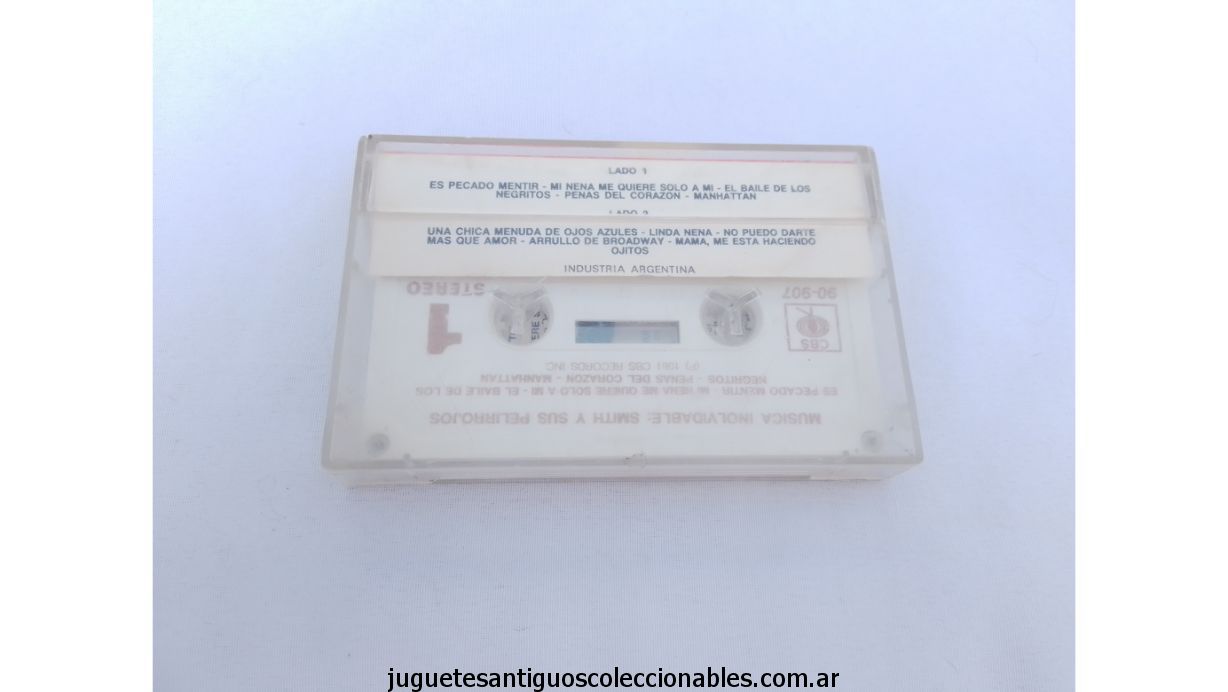 LADO 1
ES PECADO MENTIR - MI NENA ME QUIERE SOLO A MI - EL BAILE DE LOS
NEGRITOS - PENAS DEL CORAZON - MANHATTAN
LADO 2
UNA CHICA MENUDA DE OJOS AZULES - LINDA NENA - NO PUEDO DARTE
MAS QUE AMOR - ARRULLO DE BROADWAY - MAMA, ME ESTA HACIENDO
OJITOS
INDUSTRIA ARGENTINA
MUSICA INOLVIDABLE: SMITH Y SUS PELIRROJOS
ES PECADO MENTIR - MI NENA ME QUIERE SOLO A MI - EL BAILE DE LOS
NEGRITOS - PENAS DEL CORAZON - MANHATTAN
(P) 1981 CBS RECORDS INC.
CBS
1
90-907
STEREO
juguetesantiguoscoleccionables.com.ar